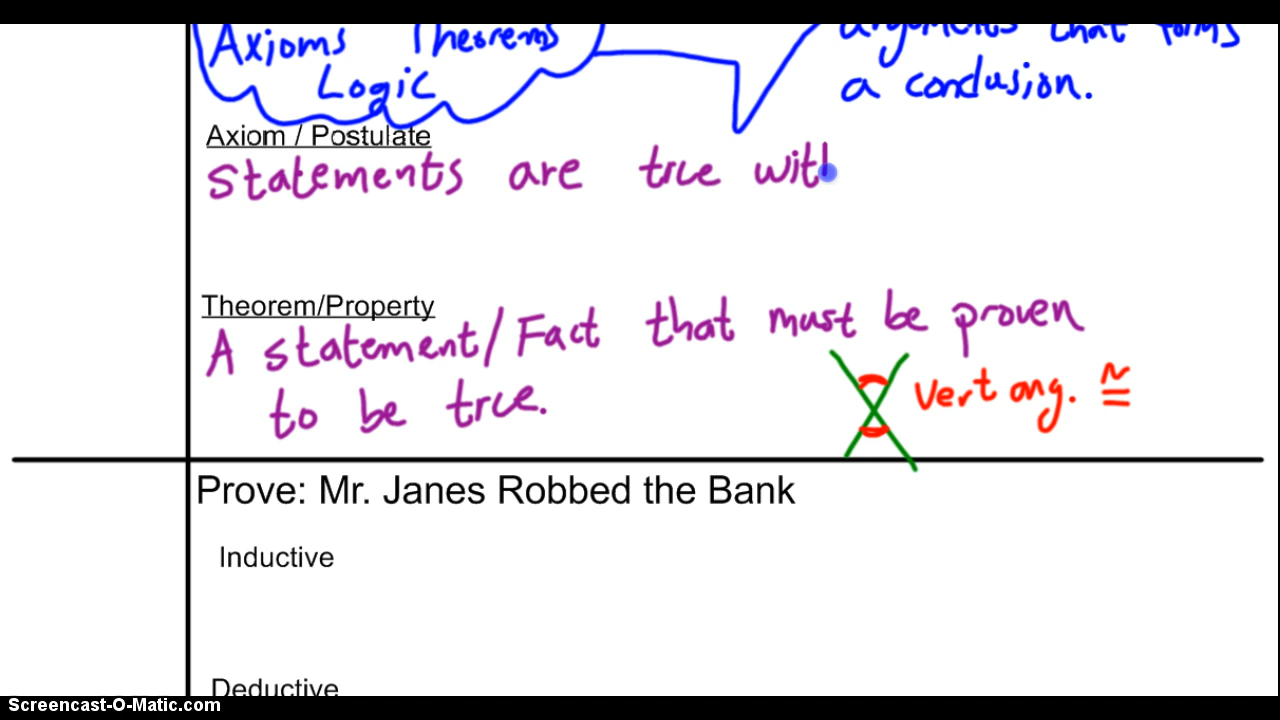 Axioms Theorems
arguments that forms
Logic
a conclusion.
Axiom / Postulate
Statements are true with
Theorem/Property
A statement/Fact that must be proven
to be true.
Vert ang. ≅
Prove: Mr. Janes Robbed the Bank
Inductive
Deductive
Screencast-O-Matic.com